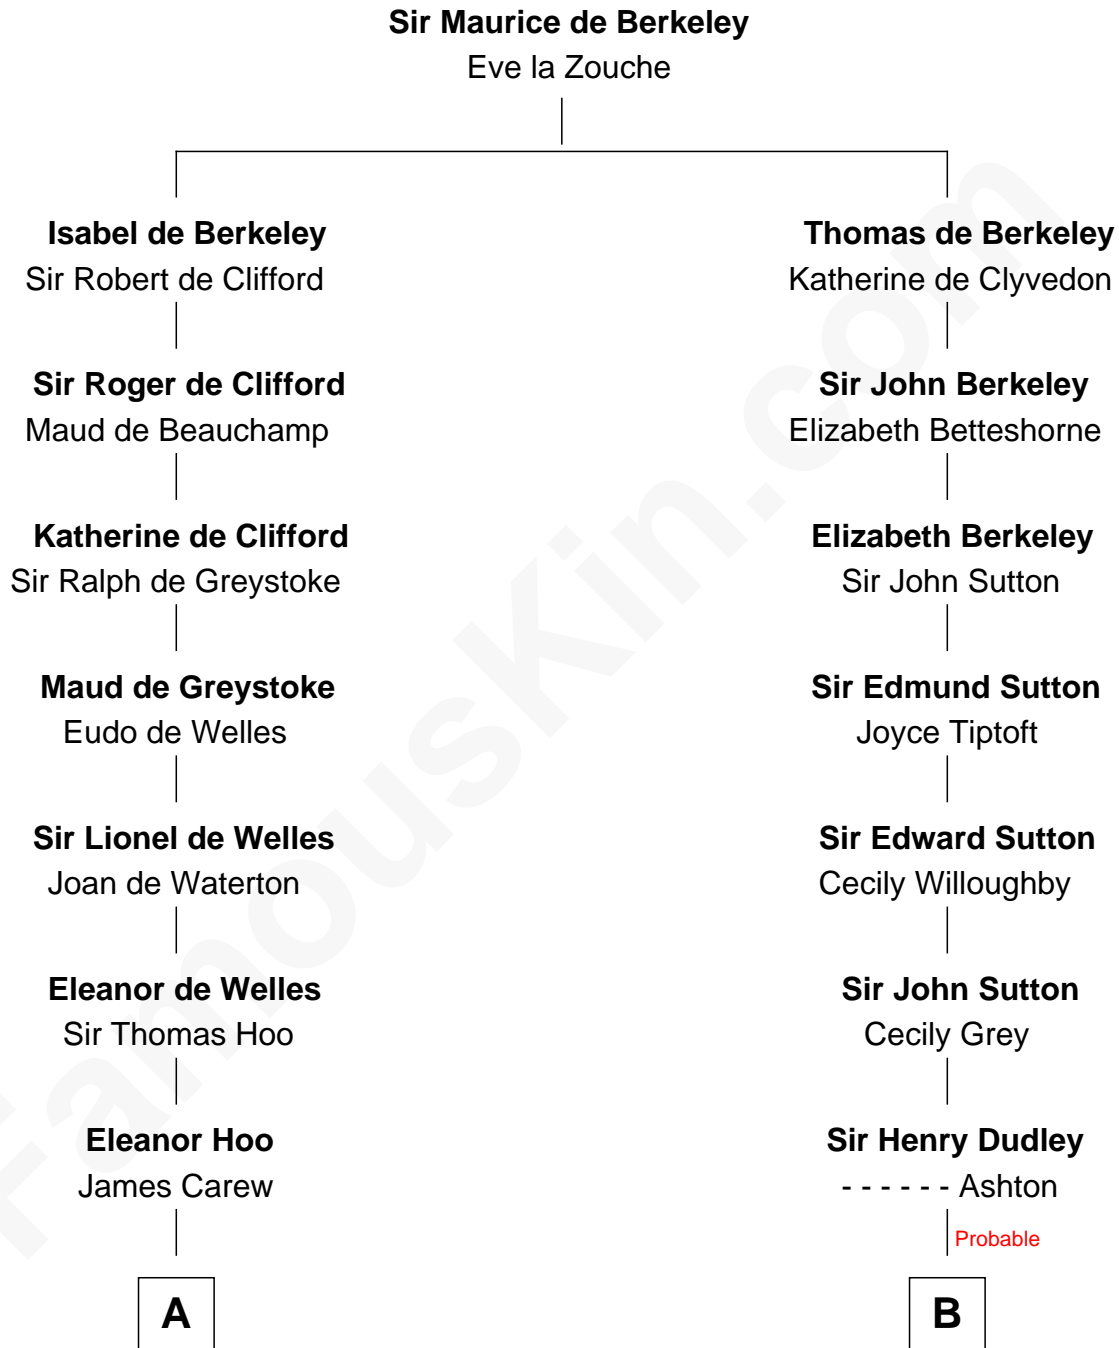 Sir Maurice de Berkeley
Eve la Zouche
Isabel de Berkeley
Sir Robert de Clifford
Thomas de Berkeley
Katherine de Clyvedon
Sir Roger de Clifford
Maud de Beauchamp
Sir John Berkeley
Elizabeth Betteshorne
Katherine de Clifford
Sir Ralph de Greystoke
Elizabeth Berkeley
Sir John Sutton
Maud de Greystoke
Eudo de Welles
Sir Edmund Sutton
Joyce Tiptoft
Sir Lionel de Welles
Joan de Waterton
Sir Edward Sutton
Cecily Willoughby
Eleanor de Welles
Sir Thomas Hoo
Sir John Sutton
Cecily Grey
Eleanor Hoo
James Carew
Sir Henry Dudley
- - - - - - Ashton
Probable
A
B
FamousKin.com